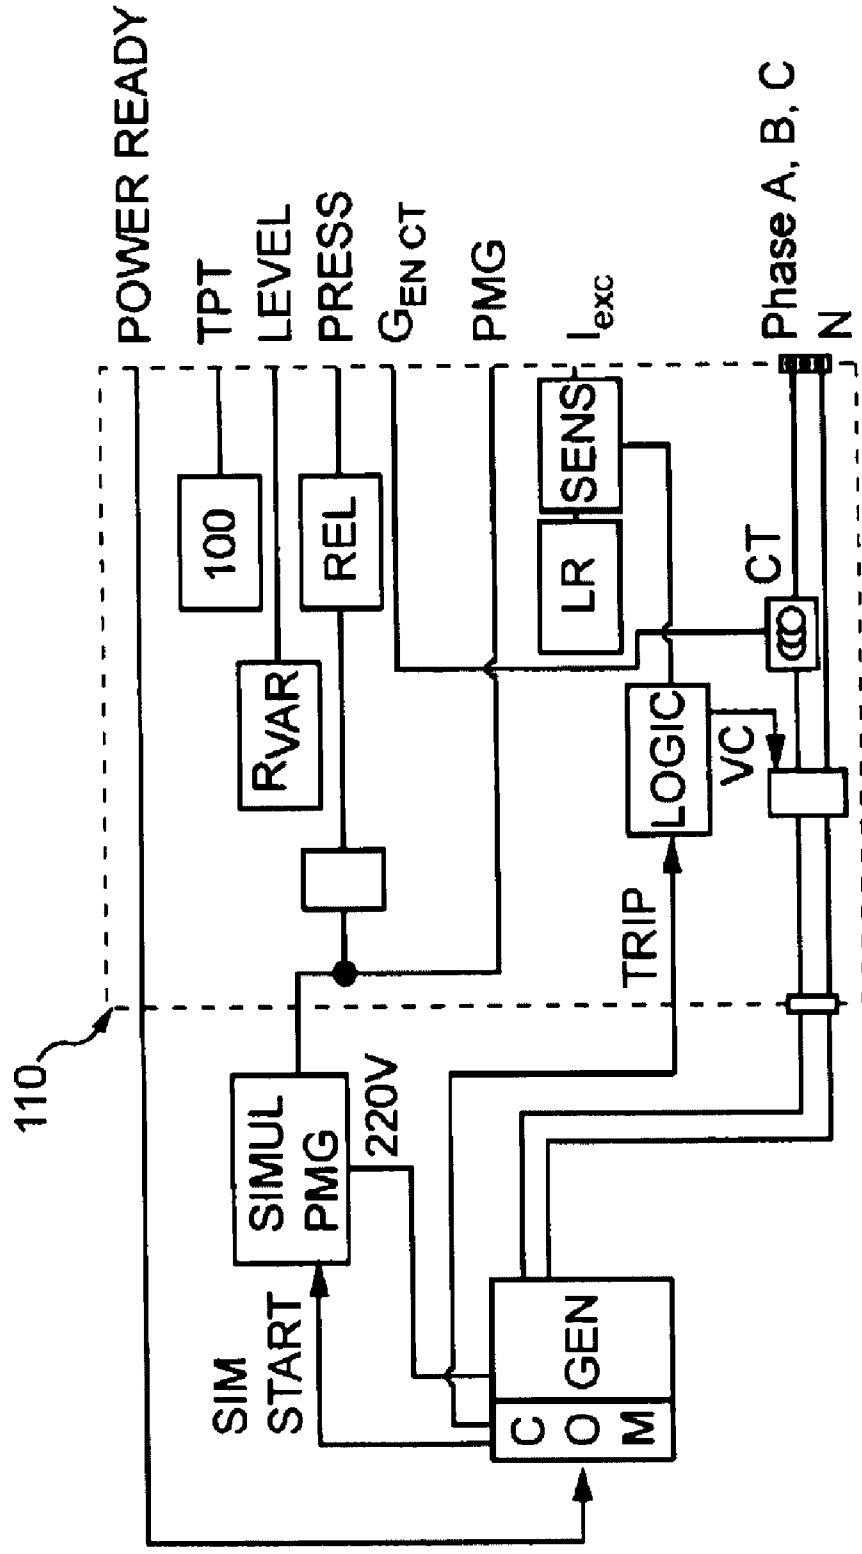 110
POWER READY
TPT
LEVEL
PRESS
GEN CT
PMG
Iexc
Phase A, B, C
N
100
RVAR
REL
SENS
LR
CT
LOGIC
VC
TRIP
SIMUL
PMG
220V
SIM
START
COM
GEN